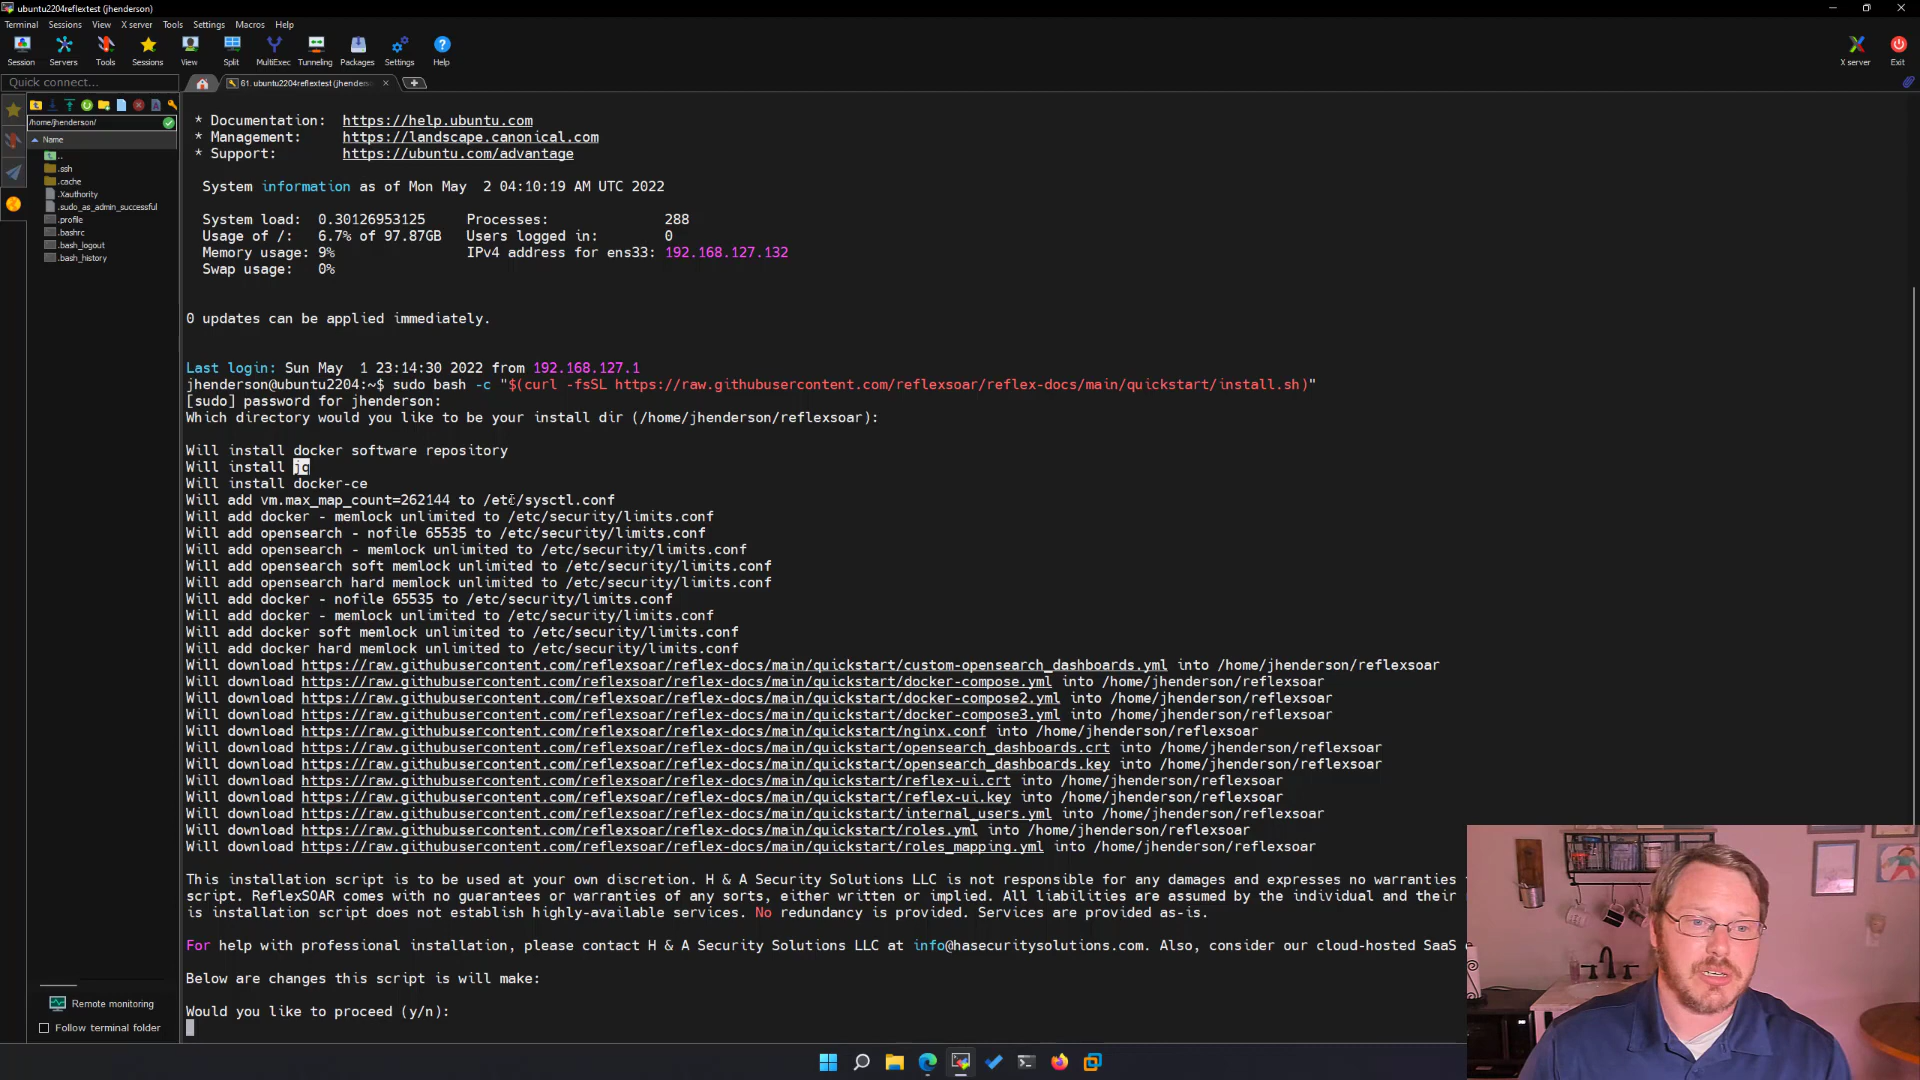 ubuntu2204reflextest (jhenderson)
Terminal Sessions View X server Tools Settings Macros Help
Session Servers Tools Sessions View Split MultiExec Tunneling Packages Settings Help X server Exit
Quick connect...
61. ubuntu2204reflextest (jhenders
/home/jhenderson/
Name
..
.ssh
.cache
.Xauthority
.sudo_as_admin_successful
.profile
.bashrc
.bash_logout
.bash_history
* Documentation: https://help.ubuntu.com
* Management: https://landscape.canonical.com
* Support: https://ubuntu.com/advantage
System information as of Mon May 2 04:10:19 AM UTC 2022
System load: 0.30126953125 Processes: 288
Usage of /: 6.7% of 97.87GB Users logged in: 0
Memory usage: 9% IPv4 address for ens33: 192.168.127.132
Swap usage: 0%
0 updates can be applied immediately.
Last login: Sun May 1 23:14:30 2022 from 192.168.127.1
jhenderson@ubuntu2204:~$ sudo bash -c "$(curl -fsSL https://raw.githubusercontent.com/reflexsoar/reflex-docs/main/quickstart/install.sh)"
[sudo] password for jhenderson:
Which directory would you like to be your install dir (/home/jhenderson/reflexsoar):
Will install docker software repository
Will install jq
Will install docker-ce
Will add vm.max_map_count=262144 to /etc/sysctl.conf
Will add docker - memlock unlimited to /etc/security/limits.conf
Will add opensearch - nofile 65535 to /etc/security/limits.conf
Will add opensearch - memlock unlimited to /etc/security/limits.conf
Will add opensearch soft memlock unlimited to /etc/security/limits.conf
Will add opensearch hard memlock unlimited to /etc/security/limits.conf
Will add docker - nofile 65535 to /etc/security/limits.conf
Will add docker - memlock unlimited to /etc/security/limits.conf
Will add docker soft memlock unlimited to /etc/security/limits.conf
Will add docker hard memlock unlimited to /etc/security/limits.conf
Will download https://raw.githubusercontent.com/reflexsoar/reflex-docs/main/quickstart/custom-opensearch_dashboards.yml into /home/jhenderson/reflexsoar
Will download https://raw.githubusercontent.com/reflexsoar/reflex-docs/main/quickstart/docker-compose.yml into /home/jhenderson/reflexsoar
Will download https://raw.githubusercontent.com/reflexsoar/reflex-docs/main/quickstart/docker-compose2.yml into /home/jhenderson/reflexsoar
Will download https://raw.githubusercontent.com/reflexsoar/reflex-docs/main/quickstart/docker-compose3.yml into /home/jhenderson/reflexsoar
Will download https://raw.githubusercontent.com/reflexsoar/reflex-docs/main/quickstart/nginx.conf into /home/jhenderson/reflexsoar
Will download https://raw.githubusercontent.com/reflexsoar/reflex-docs/main/quickstart/opensearch_dashboards.crt into /home/jhenderson/reflexsoar
Will download https://raw.githubusercontent.com/reflexsoar/reflex-docs/main/quickstart/opensearch_dashboards.key into /home/jhenderson/reflexsoar
Will download https://raw.githubusercontent.com/reflexsoar/reflex-docs/main/quickstart/reflex-ui.crt into /home/jhenderson/reflexsoar
Will download https://raw.githubusercontent.com/reflexsoar/reflex-docs/main/quickstart/reflex-ui.key into /home/jhenderson/reflexsoar
Will download https://raw.githubusercontent.com/reflexsoar/reflex-docs/main/quickstart/internal_users.yml into /home/jhenderson/reflexsoar
Will download https://raw.githubusercontent.com/reflexsoar/reflex-docs/main/quickstart/roles.yml into /home/jhenderson/reflexsoar
Will download https://raw.githubusercontent.com/reflexsoar/reflex-docs/main/quickstart/roles_mapping.yml into /home/jhenderson/reflexsoar
This installation script is to be used at your own discretion. H & A Security Solutions LLC is not responsible for any damages and expresses no warranties
script. ReflexSOAR comes with no guarantees or warranties of any sorts, either written or implied. All liabilities are assumed by the individual and their
is installation script does not establish highly-available services. No redundancy is provided. Services are provided as-is.
For help with professional installation, please contact H & A Security Solutions LLC at info@hasecuritysolutions.com. Also, consider our cloud-hosted SaaS
Below are changes this script is will make:
Would you like to proceed (y/n):
Remote monitoring
Follow terminal folder